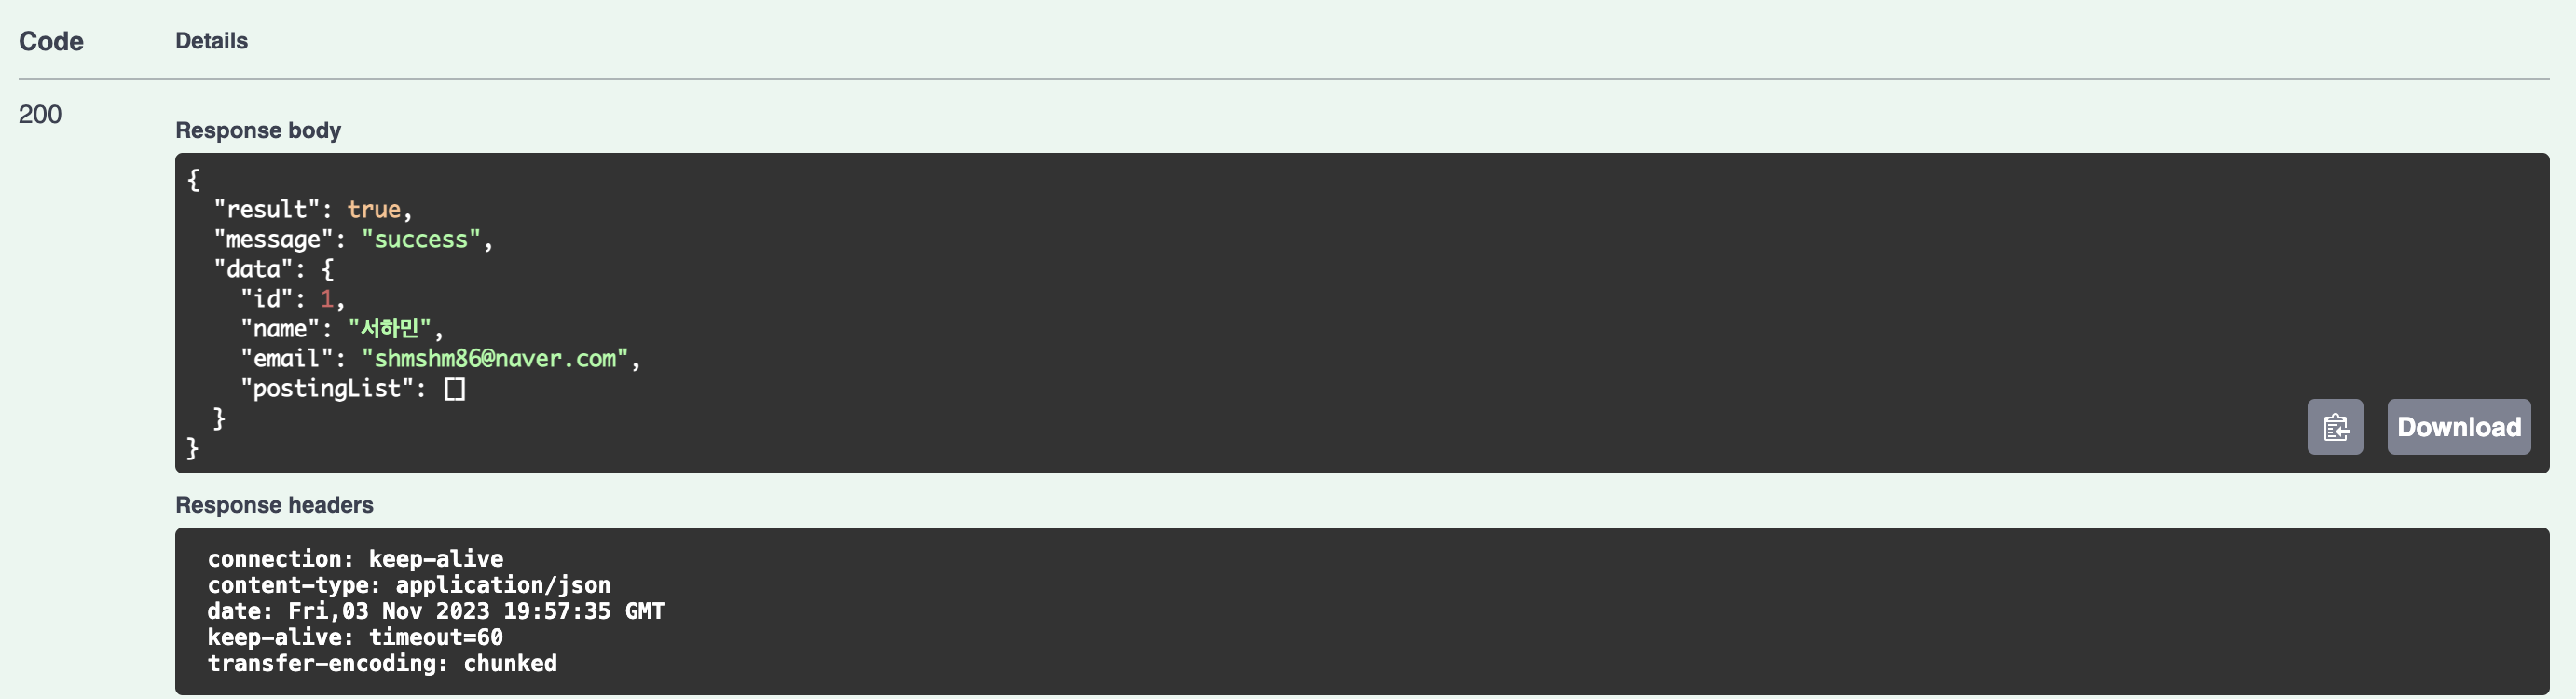 Code Details
200
Response body
{
  "result": true,
  "message": "success",
  "data": {
    "id": 1,
    "name": "서하민",
    "email": "shmshm86@naver.com",
    "postingList": []
  }
}
Download
Response headers
connection: keep-alive
content-type: application/json
date: Fri,03 Nov 2023 19:57:35 GMT
keep-alive: timeout=60
transfer-encoding: chunked